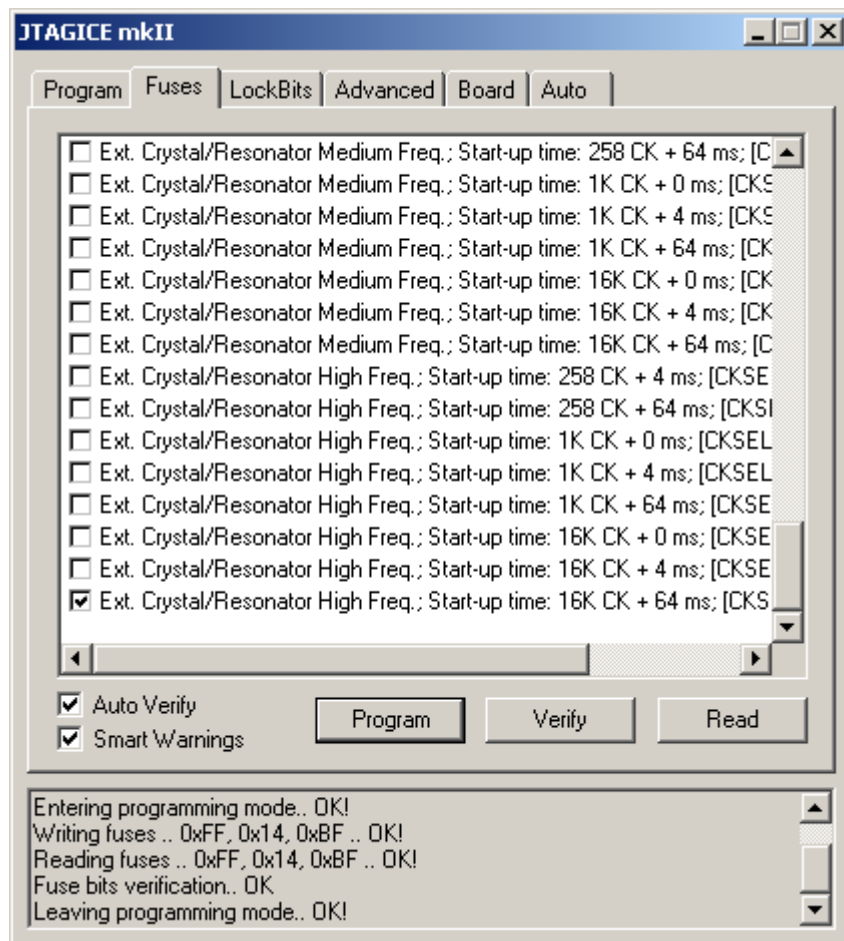 JTAGICE mkII
Program Fuses LockBits Advanced Board Auto
Ext. Crystal/Resonator Medium Freq.; Start-up time: 258 CK + 64 ms; [C
Ext. Crystal/Resonator Medium Freq.; Start-up time: 1K CK + 0 ms; [CKS
Ext. Crystal/Resonator Medium Freq.; Start-up time: 1K CK + 4 ms; [CKS
Ext. Crystal/Resonator Medium Freq.; Start-up time: 1K CK + 64 ms; [CK
Ext. Crystal/Resonator Medium Freq.; Start-up time: 16K CK + 0 ms; [CK
Ext. Crystal/Resonator Medium Freq.; Start-up time: 16K CK + 4 ms; [CK
Ext. Crystal/Resonator Medium Freq.; Start-up time: 16K CK + 64 ms; [C
Ext. Crystal/Resonator High Freq.; Start-up time: 258 CK + 4 ms; [CKSE
Ext. Crystal/Resonator High Freq.; Start-up time: 258 CK + 64 ms; [CKSI
Ext. Crystal/Resonator High Freq.; Start-up time: 1K CK + 0 ms; [CKSEL
Ext. Crystal/Resonator High Freq.; Start-up time: 1K CK + 4 ms; [CKSEL
Ext. Crystal/Resonator High Freq.; Start-up time: 1K CK + 64 ms; [CKSE
Ext. Crystal/Resonator High Freq.; Start-up time: 16K CK + 0 ms; [CKSE
Ext. Crystal/Resonator High Freq.; Start-up time: 16K CK + 4 ms; [CKSE
Ext. Crystal/Resonator High Freq.; Start-up time: 16K CK + 64 ms; [CKS
Auto Verify
Smart Warnings
Program Verify Read
Entering programming mode.. OK!
Writing fuses .. 0xFF, 0x14, 0xBF .. OK!
Reading fuses .. 0xFF, 0x14, 0xBF .. OK!
Fuse bits verification.. OK
Leaving programming mode.. OK!